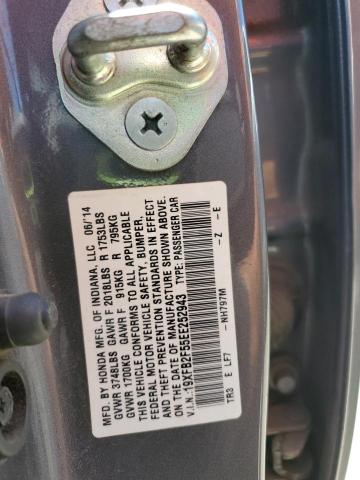 MFD. BY HONDA MFG. OF INDIANA, LLC 06/'14
GVWR 3748LBS GAWR F 2018LBS R 1753LBS
GVWR 1700KG GAWR F 915KG R 795KG
THIS VEHICLE CONFORMS TO ALL APPLICABLE
FEDERAL MOTOR VEHICLE SAFETY, BUMPER,
AND THEFT PREVENTION STANDARDS IN EFFECT
ON THE DATE OF MANUFACTURE SHOWN ABOVE.
V.I.N.:19XFB2F55EE252943 TYPE: PASSENGER CAR
-NH797M -Z -E
TR3 E LF7